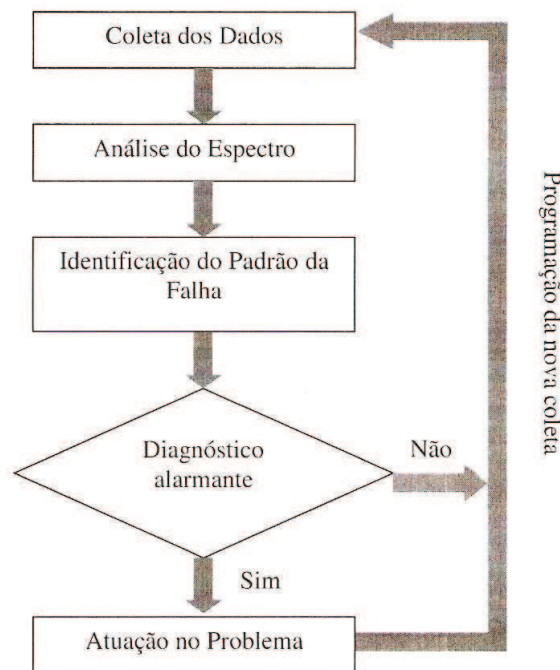 Coleta dos Dados
Análise do Espectro
Identificação do Padrão da
Falha
Diagnóstico
alarmante
Não
Sim
Atuação no Problema
Programação da nova coleta